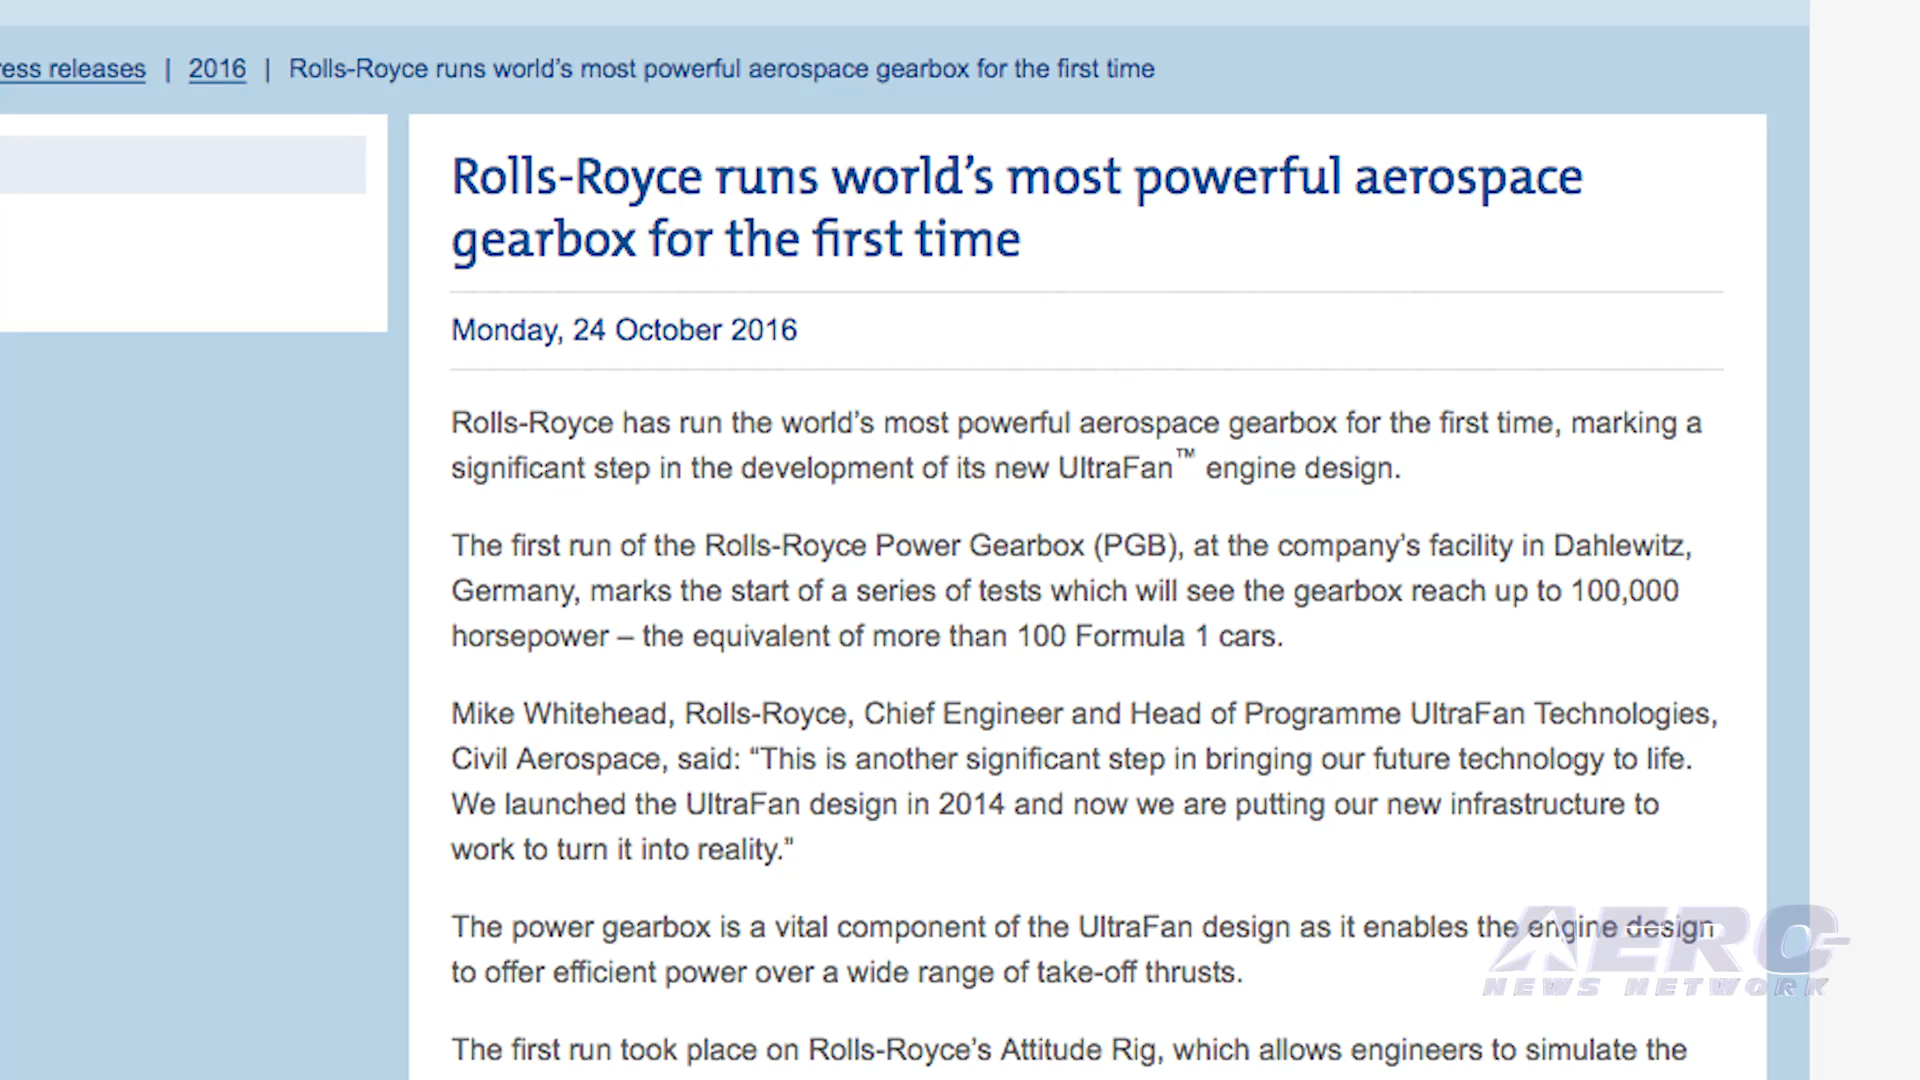 ress releases | 2016 | Rolls-Royce runs world’s most powerful aerospace gearbox for the first time
Rolls-Royce runs world’s most powerful aerospace
gearbox for the first time
Monday, 24 October 2016
Rolls-Royce has run the world’s most powerful aerospace gearbox for the first time, marking a
significant step in the development of its new UltraFan™ engine design.
The first run of the Rolls-Royce Power Gearbox (PGB), at the company’s facility in Dahlewitz,
Germany, marks the start of a series of tests which will see the gearbox reach up to 100,000
horsepower – the equivalent of more than 100 Formula 1 cars.
Mike Whitehead, Rolls-Royce, Chief Engineer and Head of Programme UltraFan Technologies,
Civil Aerospace, said: “This is another significant step in bringing our future technology to life.
We launched the UltraFan design in 2014 and now we are putting our new infrastructure to
work to turn it into reality.”
The power gearbox is a vital component of the UltraFan design as it enables the engine design
to offer efficient power over a wide range of take-off thrusts.
The first run took place on Rolls-Royce’s Attitude Rig, which allows engineers to simulate the
AERO
NEWS NETWORK